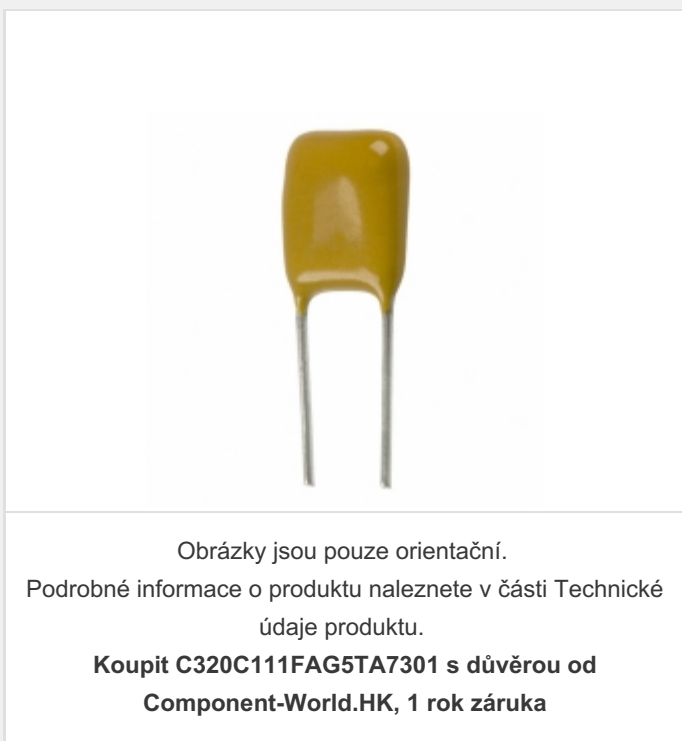 Obrázky jsou pouze orientační.
Podrobné informace o produktu naleznete v části Technické
údaje produktu.
Koupit C320C111FAG5TA7301 s důvěrou od
Component-World.HK, 1 rok záruka